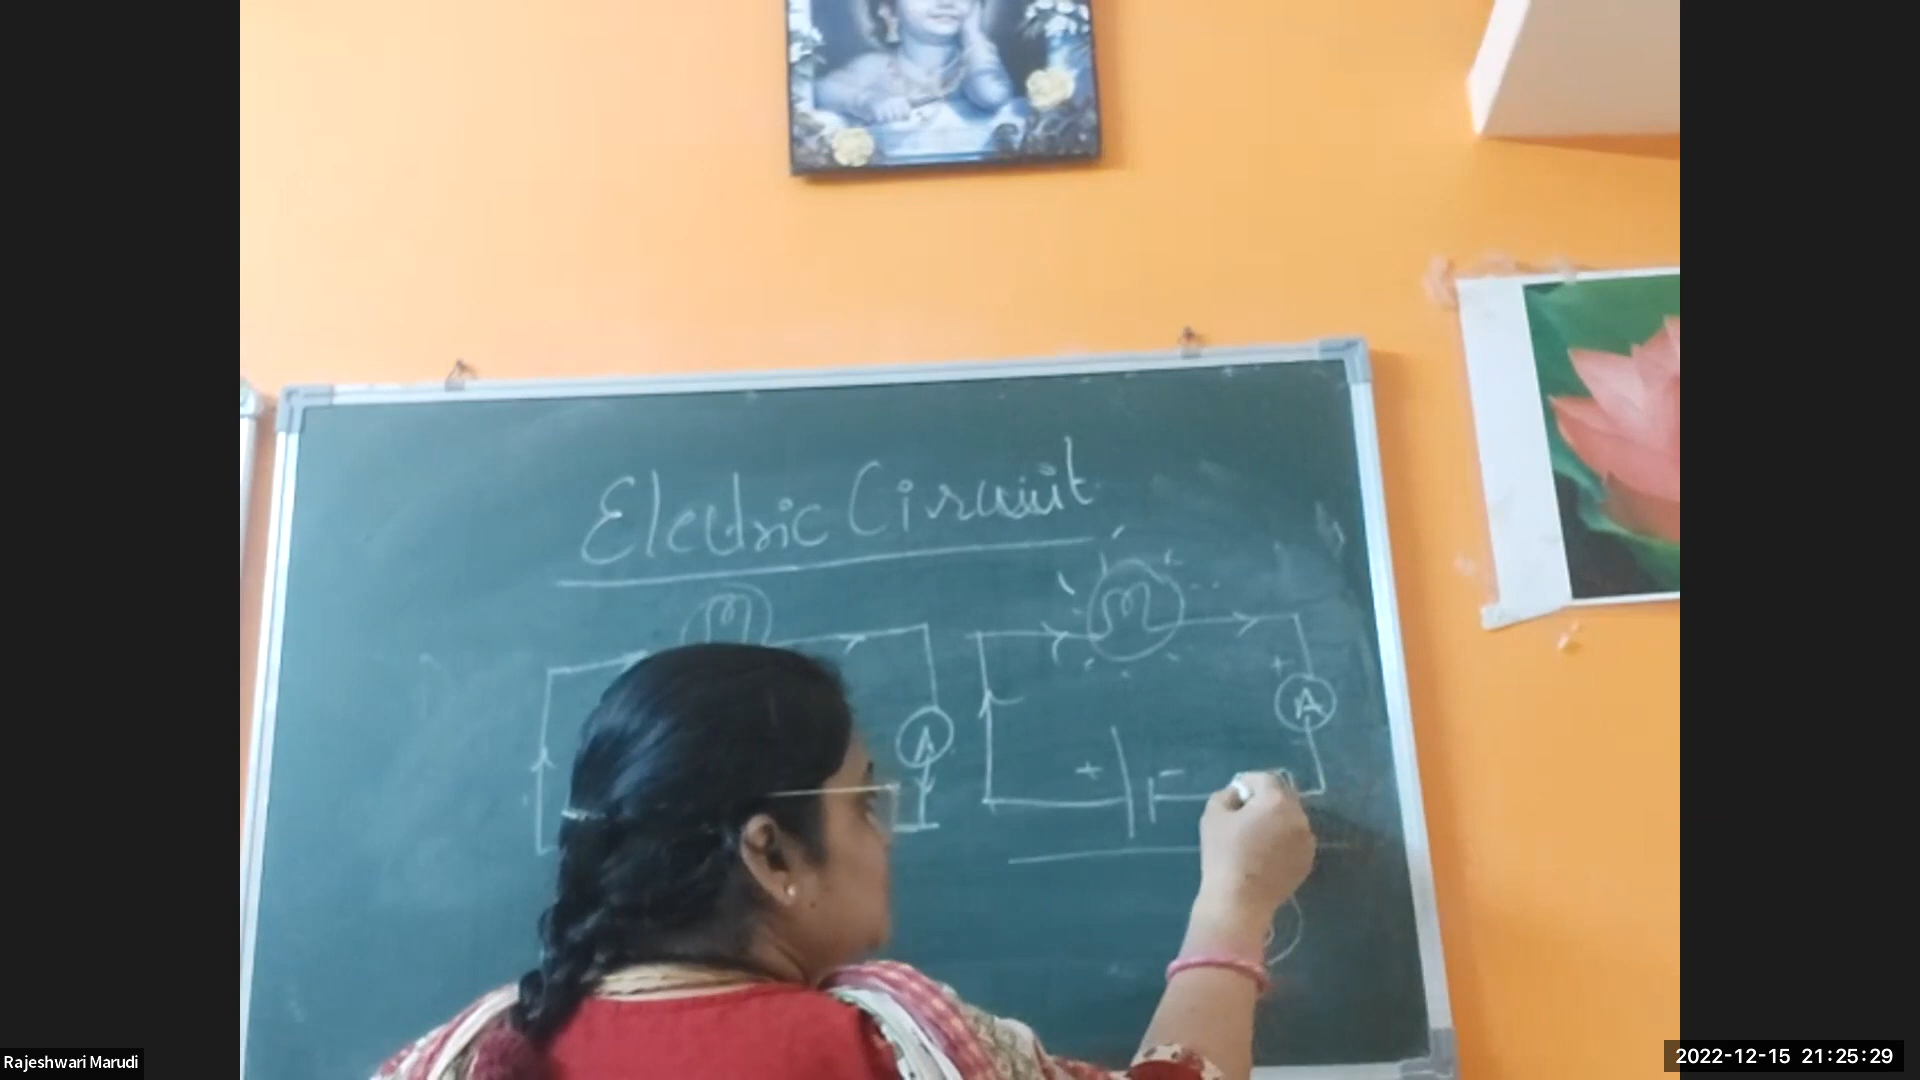 Electric Circuit
A
A
+
+ -
Rajeshwari Marudi
2022-12-15 21:25:29